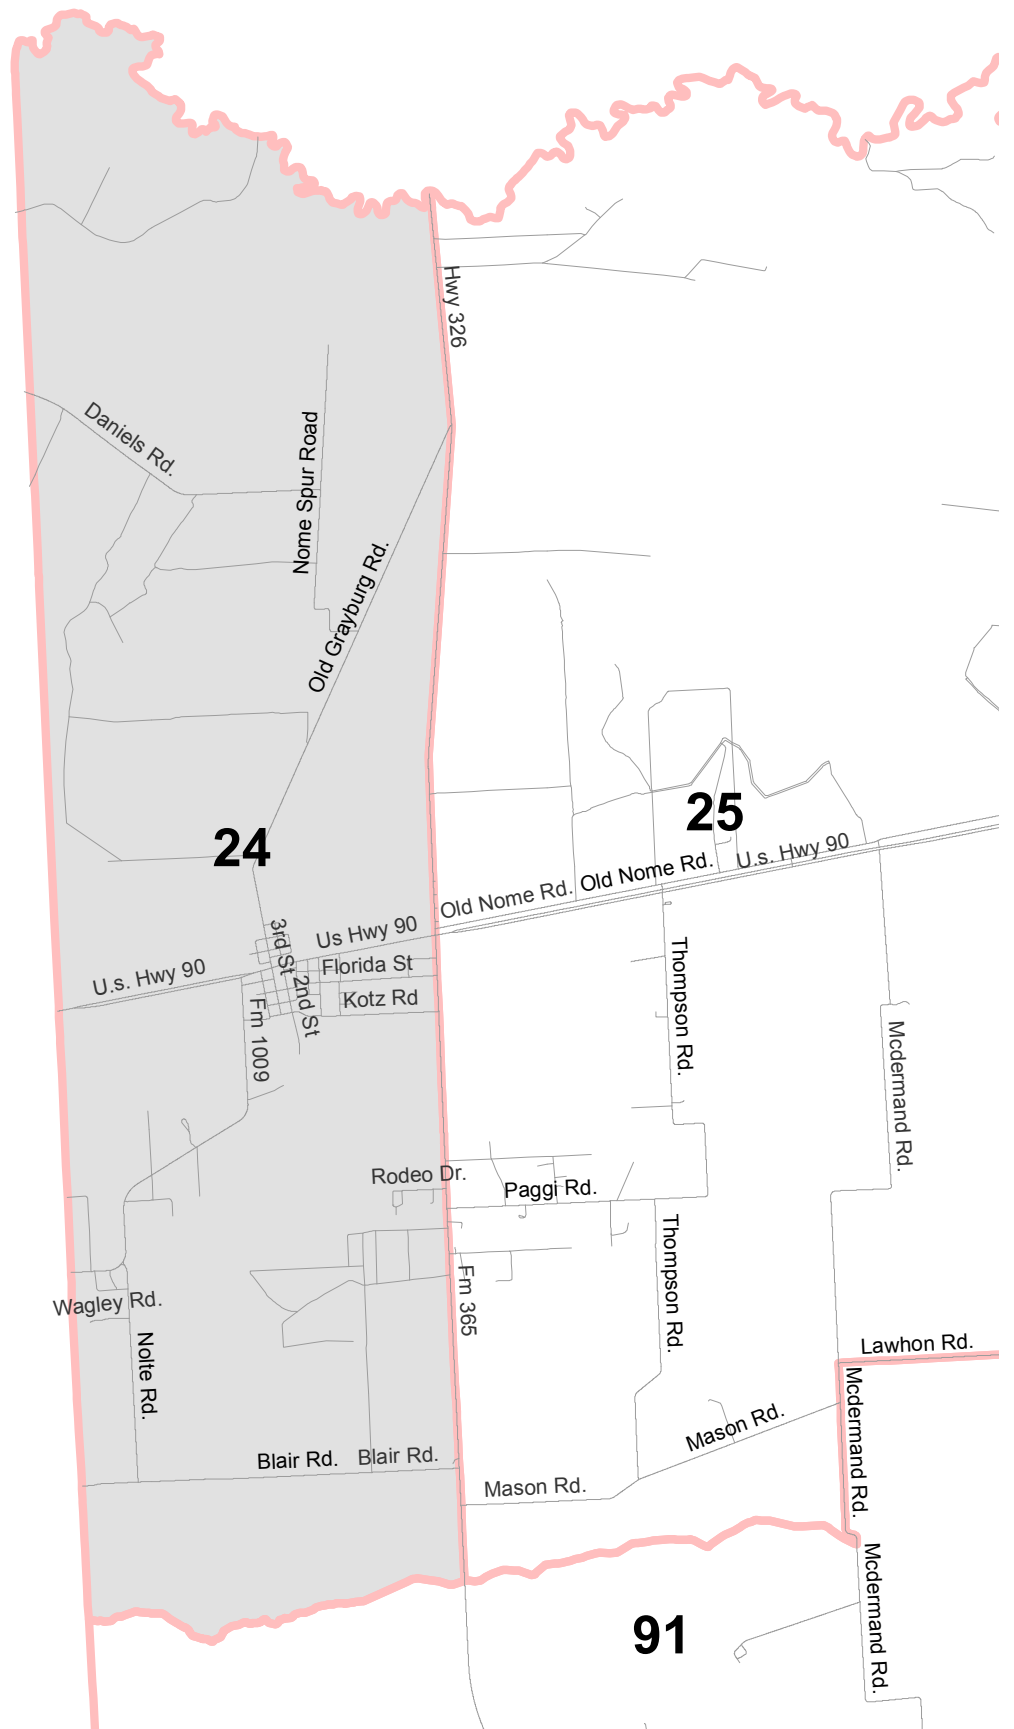 Hwy 326
Daniels Rd.
Nome Spur Road
Old Grayburg Rd.
24
25
Old Nome Rd.
Old Nome Rd.
U.s. Hwy 90
Us Hwy 90
U.s. Hwy 90
3rd St
2nd St
Florida St
Kotz Rd
Fm 1009
Thompson Rd.
Mcdermand Rd.
Rodeo Dr.
Paggi Rd.
Thompson Rd.
Fm 365
Wagley Rd.
Nolte Rd.
Lawhon Rd.
Mcdermand Rd.
Mason Rd.
Blair Rd.
Blair Rd.
Mason Rd.
Mcdermand Rd.
91